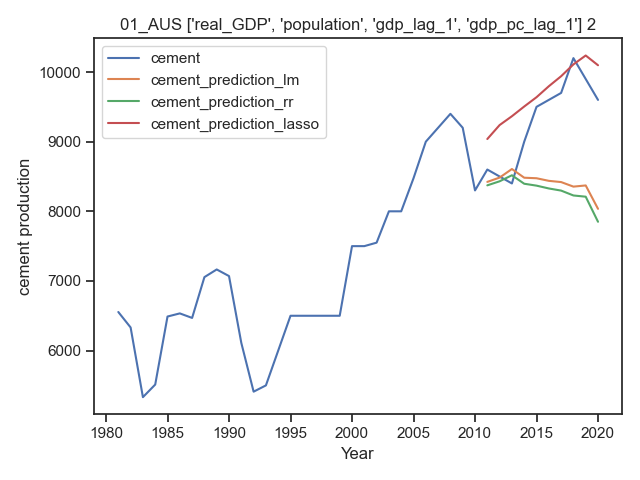 01_AUS ['real_GDP', 'population', 'gdp_lag_1', 'gdp_pc_lag_1'] 2
cement
cement_prediction_lm
cement_prediction_rr
cement_prediction_lasso
cement production
10000
9000
8000
7000
6000
1980 1985 1990 1995 2000 2005 2010 2015 2020
Year